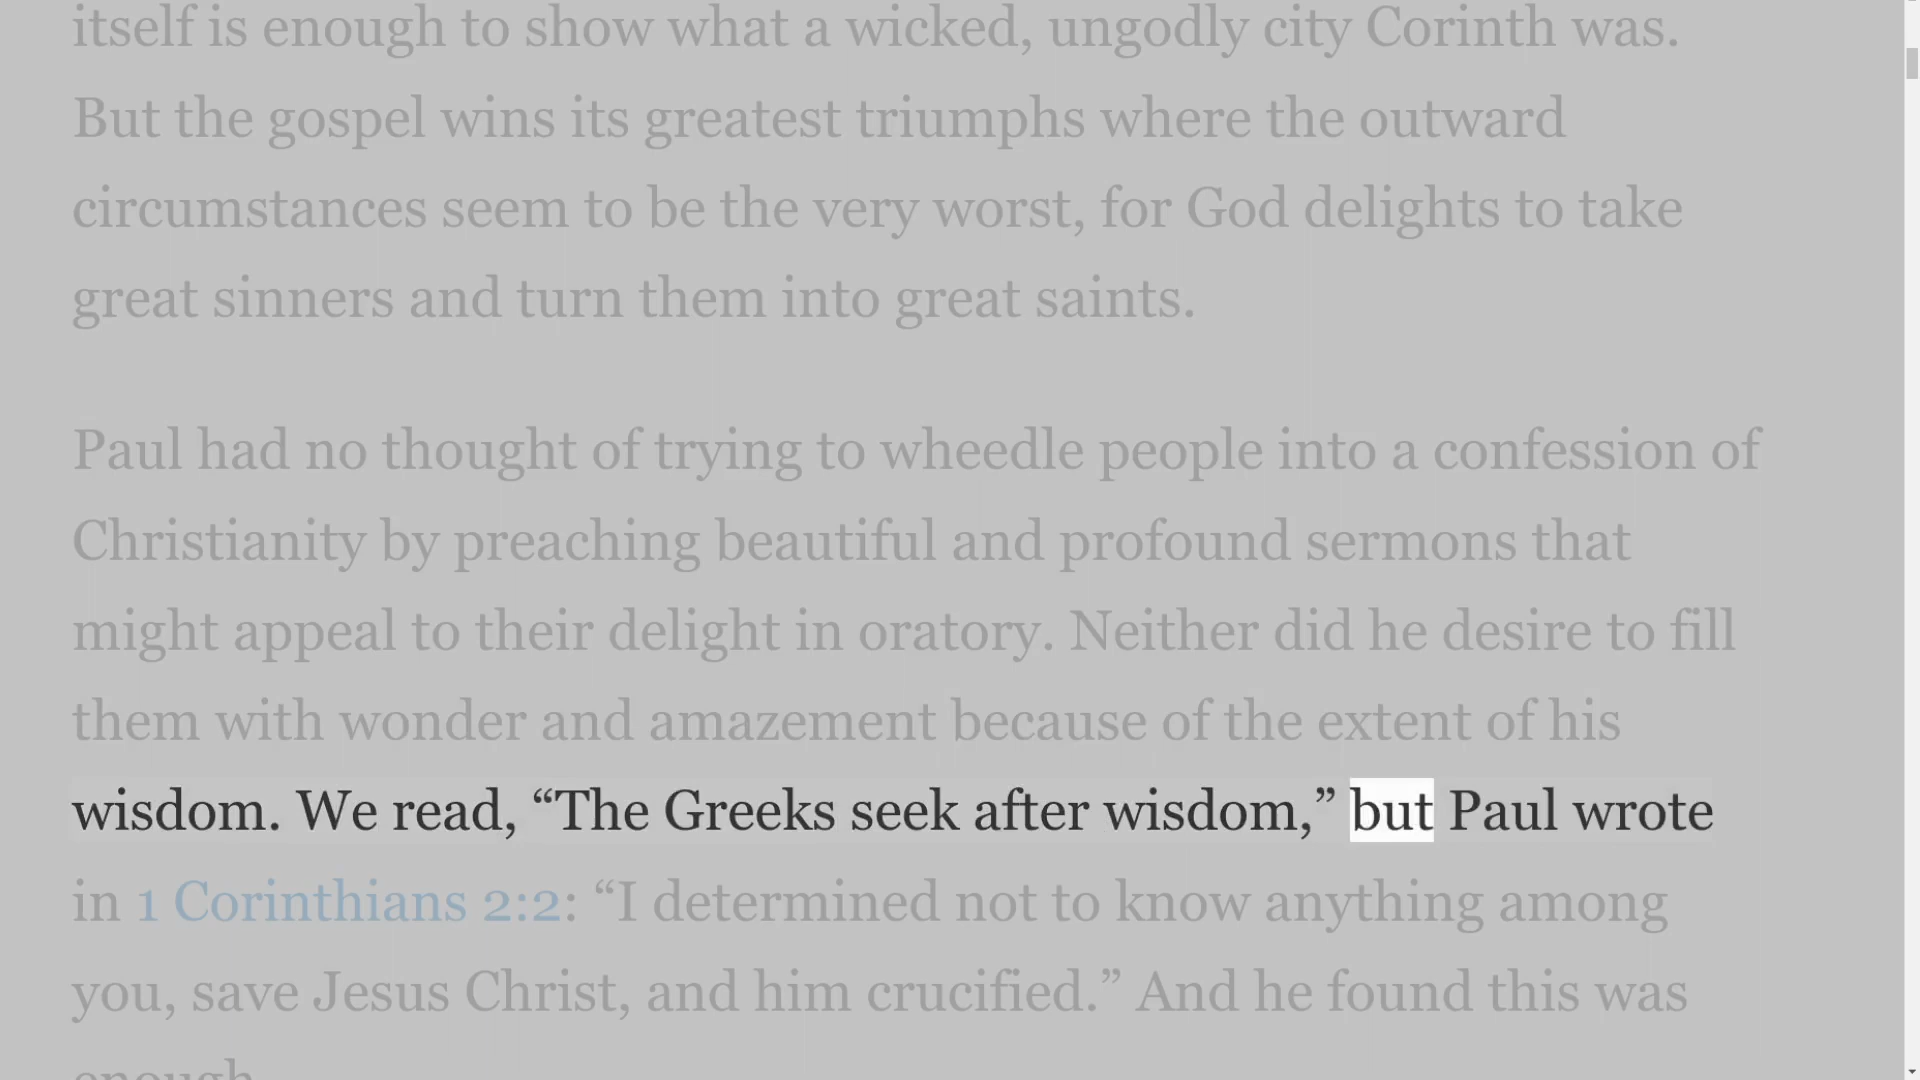 itself is enough to show what a wicked, ungodly city Corinth was.
But the gospel wins its greatest triumphs where the outward
circumstances seem to be the very worst, for God delights to take
great sinners and turn them into great saints.
Paul had no thought of trying to wheedle people into a confession of
Christianity by preaching beautiful and profound sermons that
might appeal to their delight in oratory. Neither did he desire to fill
them with wonder and amazement because of the extent of his
wisdom. We read, “The Greeks seek after wisdom,” but Paul wrote
in 1 Corinthians 2:2: “I determined not to know anything among
you, save Jesus Christ, and him crucified.” And he found this was
enough.